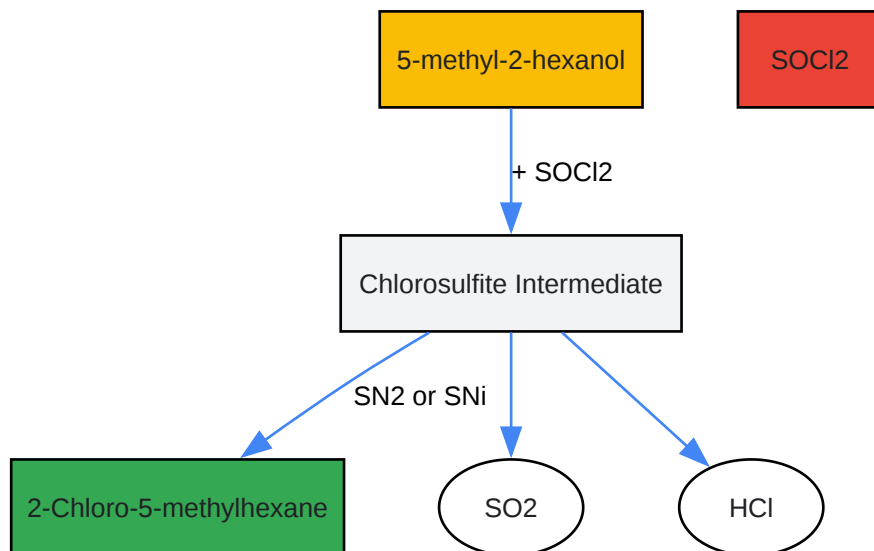 5-methyl-2-hexanol
SOCl2
+ SOCl2
Chlorosulfite Intermediate
SN2 or SNi
2-Chloro-5-methylhexane
SO2
HCl